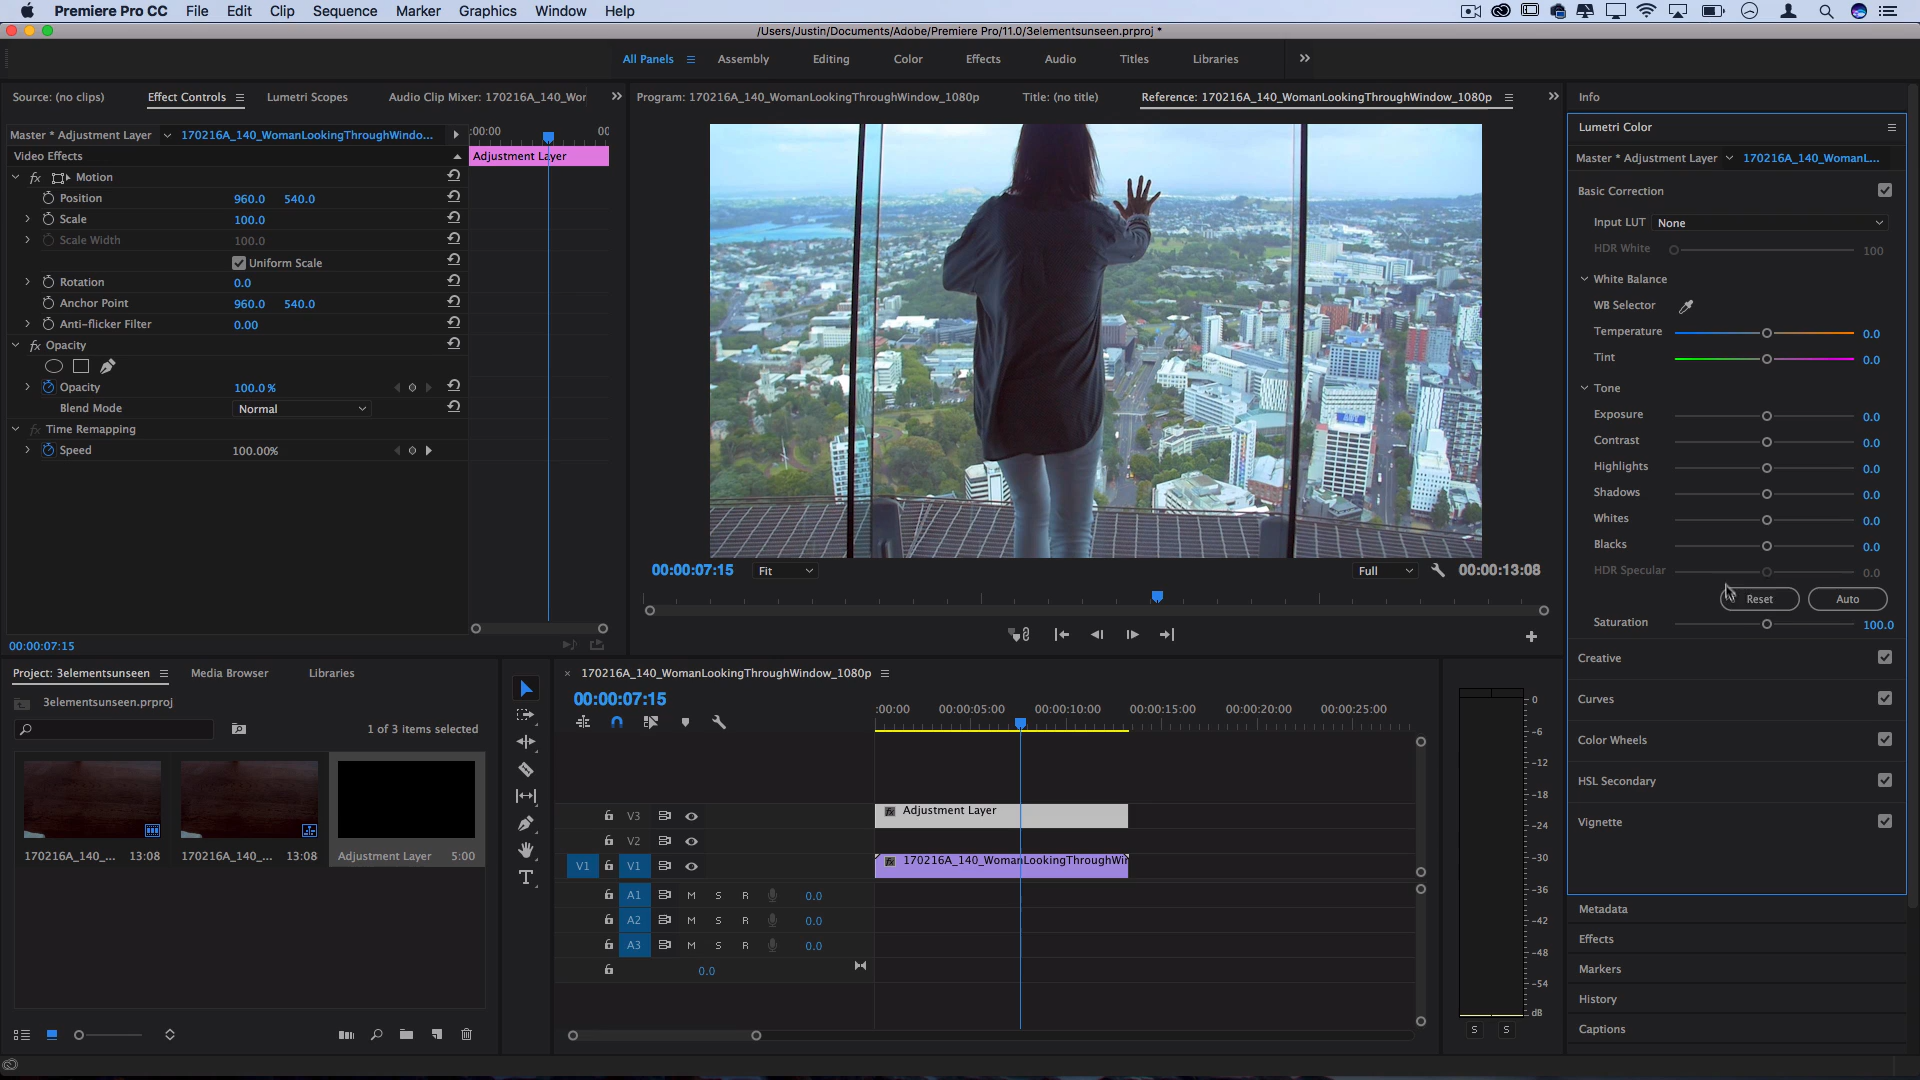 Premiere Pro CC File Edit Clip Sequence Marker Graphics Window Help
/Users/Justin/Documents/Adobe/Premiere Pro/11.0/3elementsunseen.prproj *
All Panels Assembly Editing Color Effects Audio Titles Libraries
Source: (no clips) Effect Controls Lumetri Scopes Audio Clip Mixer: 170216A_140_Wor
Program: 170216A_140_WomanLookingThroughWindow_1080p Title: (no title) Reference: 170216A_140_WomanLookingThroughWindow_1080p
Info
Master * Adjustment Layer 170216A_140_WomanLookingThroughWindo... :00:00 00
Video Effects Adjustment Layer
fx Motion
Position 960.0 540.0
Scale 100.0
Scale Width 100.0
Uniform Scale
Rotation 0.0
Anchor Point 960.0 540.0
Anti-flicker Filter 0.00
fx Opacity
Opacity 100.0 %
Blend Mode Normal
fx Time Remapping
Speed 100.00%
00:00:07:15
00:00:07:15 Fit Full 00:00:13:08
Lumetri Color
Master * Adjustment Layer 170216A_140_WomanL...
Basic Correction
Input LUT None
HDR White 100
White Balance
WB Selector
Temperature 0.0
Tint 0.0
Tone
Exposure 0.0
Contrast 0.0
Highlights 0.0
Shadows 0.0
Whites 0.0
Blacks 0.0
HDR Specular 0.0
Reset Auto
Saturation 100.0
Creative
Curves
Color Wheels
HSL Secondary
Vignette
Metadata
Effects
Markers
History
Captions
Project: 3elementsunseen Media Browser Libraries
3elementsunseen.prproj
1 of 3 items selected
170216A_140_... 13:08 170216A_140_... 13:08 Adjustment Layer 5:00
T
× 170216A_140_WomanLookingThroughWindow_1080p
00:00:07:15
:00:00 00:00:05:00 00:00:10:00 00:00:15:00 00:00:20:00 00:00:25:00
V3 fx Adjustment Layer
V2
V1 V1 fx 170216A_140_WomanLookingThroughWin
A1 M S R 0.0
A2 M S R 0.0
A3 M S R 0.0
0.0
0
-6
-12
-18
-24
-30
-36
-42
-48
-54
dB
S S